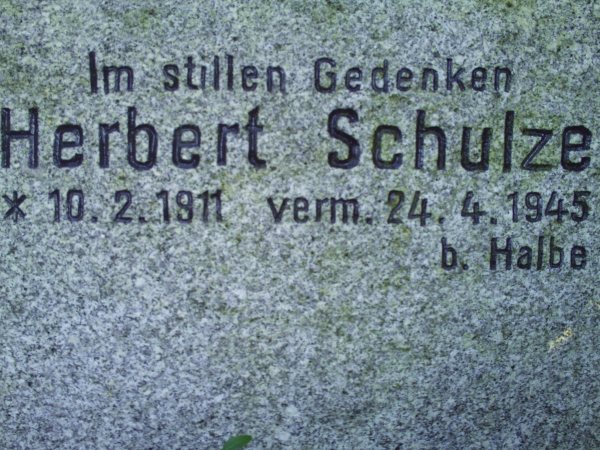 Im stillen Gedenken
Herbert Schulze
* 10. 2. 1911 verm. 24. 4. 1945
b. Halbe